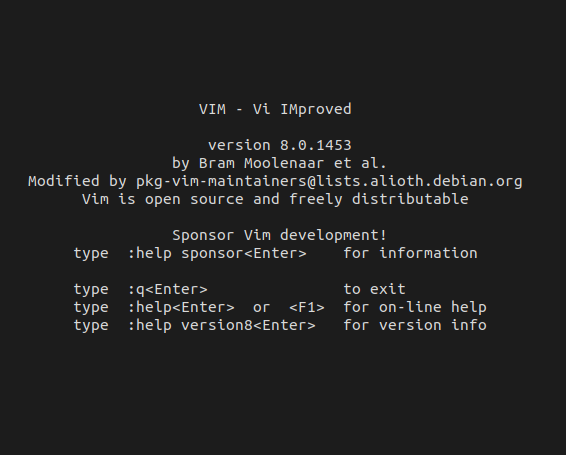 VIM - Vi IMproved
version 8.0.1453
by Bram Moolenaar et al.
Modified by pkg-vim-maintainers@lists.alioth.debian.org
Vim is open source and freely distributable
Sponsor Vim development!
type  :help sponsor<Enter>    for information
type  :q<Enter>               to exit
type  :help<Enter>  or  <F1>  for on-line help
type  :help version8<Enter>   for version info